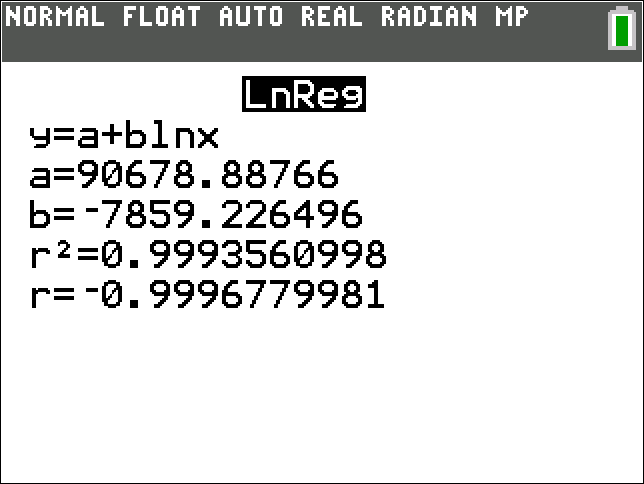 NORMAL FLOAT AUTO REAL RADIAN MP
LnReg
y=a+blnx
a=90678.88766
b=⁻7859.226496
r²=0.9993560998
r=⁻0.9996779981